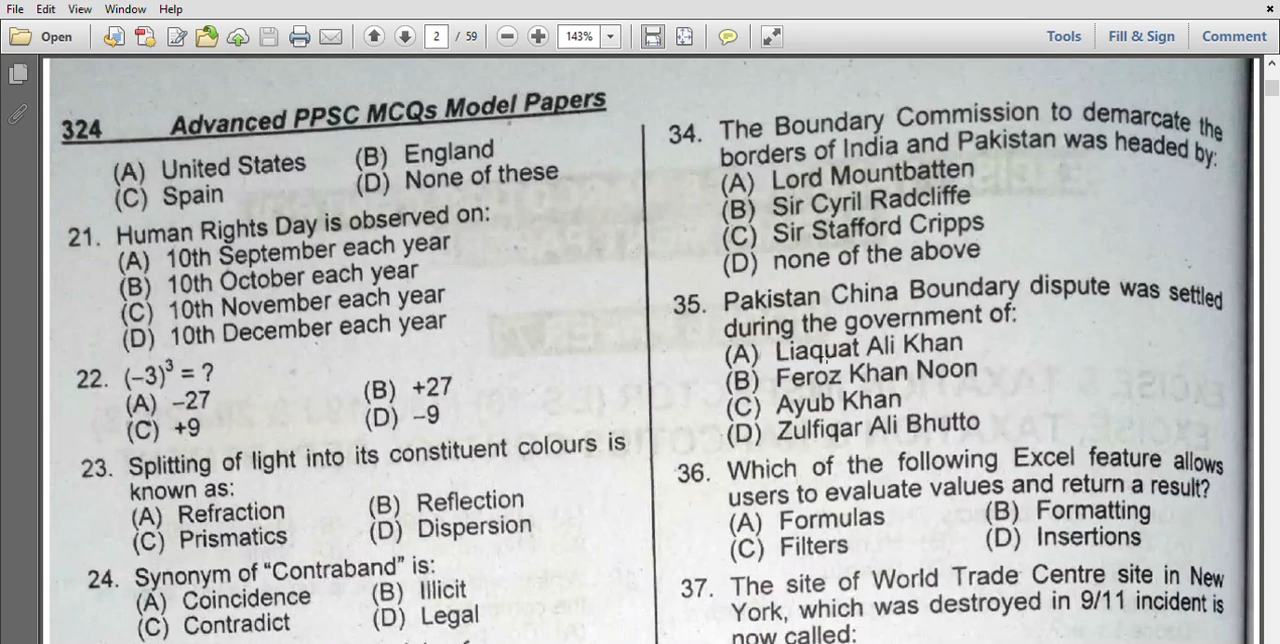 File Edit View Window Help
Open
2 / 59
143%
Tools
Fill & Sign
Comment
324 Advanced PPSC MCQs Model Papers
(A) United States (B) England
(C) Spain (D) None of these
21. Human Rights Day is observed on:
(A) 10th September each year
(B) 10th October each year
(C) 10th November each year
(D) 10th December each year
22. (–3)³ = ?
(A) –27 (B) +27
(C) +9 (D) –9
23. Splitting of light into its constituent colours is
known as:
(A) Refraction (B) Reflection
(C) Prismatics (D) Dispersion
24. Synonym of “Contraband” is:
(A) Coincidence (B) Illicit
(C) Contradict (D) Legal
34. The Boundary Commission to demarcate the
borders of India and Pakistan was headed by:
(A) Lord Mountbatten
(B) Sir Cyril Radcliffe
(C) Sir Stafford Cripps
(D) none of the above
35. Pakistan China Boundary dispute was settled
during the government of:
(A) Liaquat Ali Khan
(B) Feroz Khan Noon
(C) Ayub Khan
(D) Zulfiqar Ali Bhutto
36. Which of the following Excel feature allows
users to evaluate values and return a result?
(A) Formulas (B) Formatting
(C) Filters (D) Insertions
37. The site of World Trade Centre site in New
York, which was destroyed in 9/11 incident is
now called: